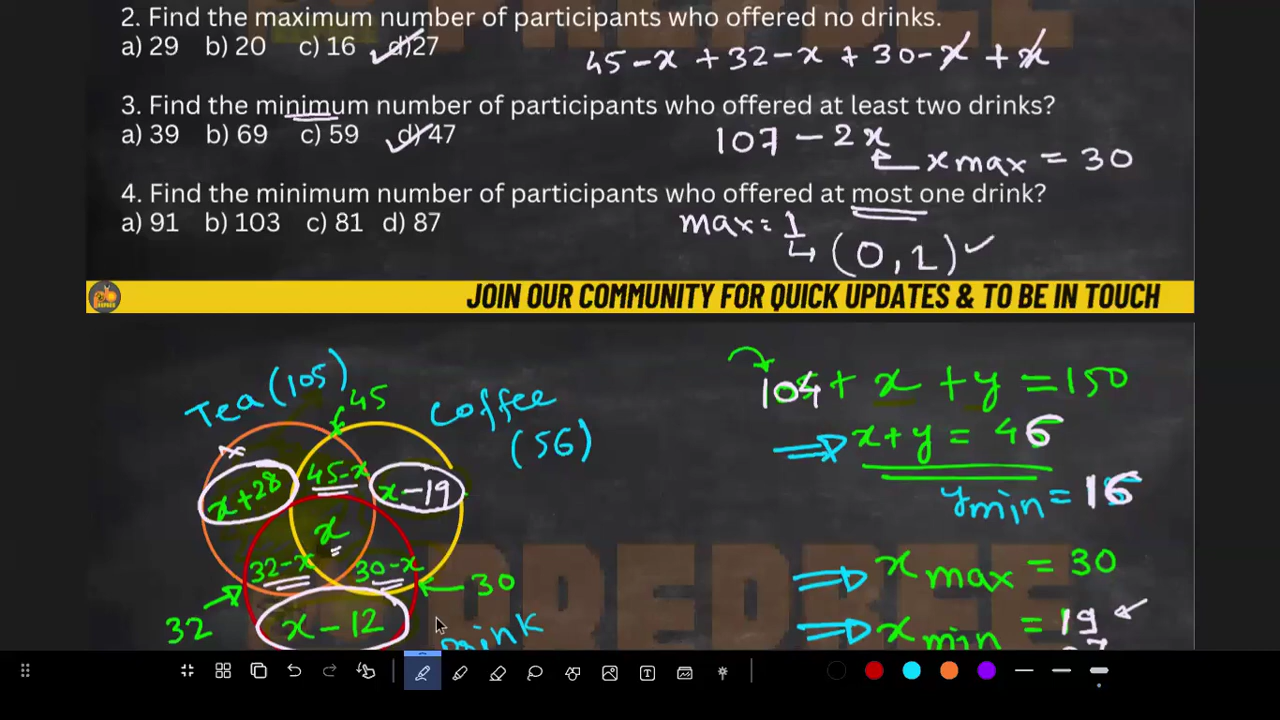 2. Find the maximum number of participants who offered no drinks.
a) 29 b) 20 c) 16 d) 27
45-x + 32-x + 30-x + x
3. Find the minimum number of participants who offered at least two drinks?
a) 39 b) 69 c) 59 d) 47
107 - 2x
x max = 30
4. Find the minimum number of participants who offered at most one drink?
a) 91 b) 103 c) 81 d) 87
max = 1
(0, 1)
JOIN OUR COMMUNITY FOR QUICK UPDATES & TO BE IN TOUCH
Tea (105)
45
Coffee
(56)
x+28
45-x
x-19
x
32-x
30-x
32
30
x-12
104 + x + y = 150
x+y = 46
ymin = 16
x max = 30
x min = 19
PREPBEE